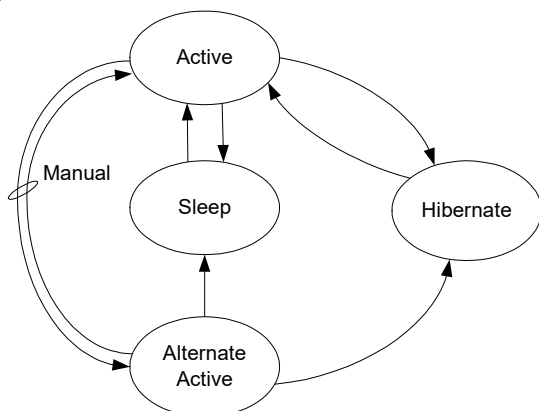 Active
Manual
Sleep
Hibernate
Alternate
Active